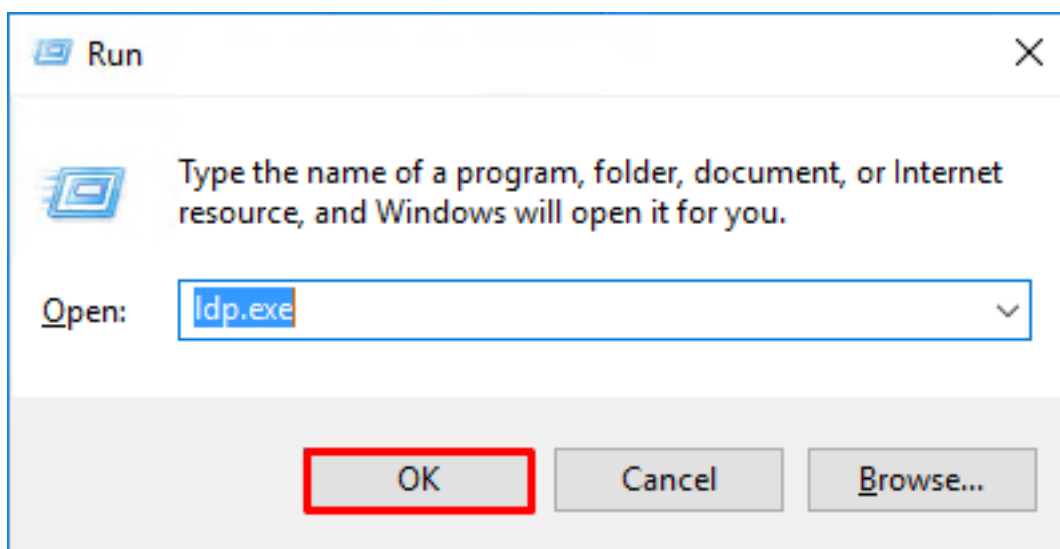 Run
Type the name of a program, folder, document, or Internet
resource, and Windows will open it for you.
Open: ldp.exe
OK Cancel Browse...